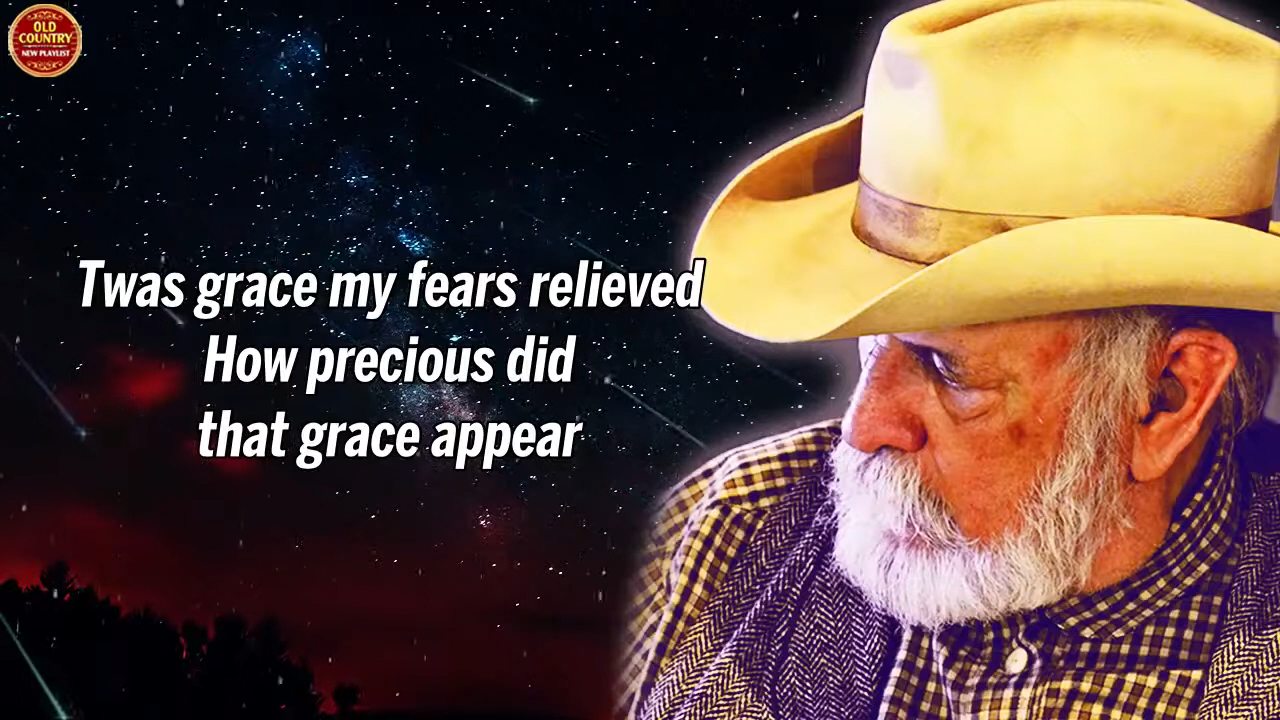 OLD
COUNTRY
NEW PLAYLIST
Twas grace my fears relieved
How precious did
that grace appear